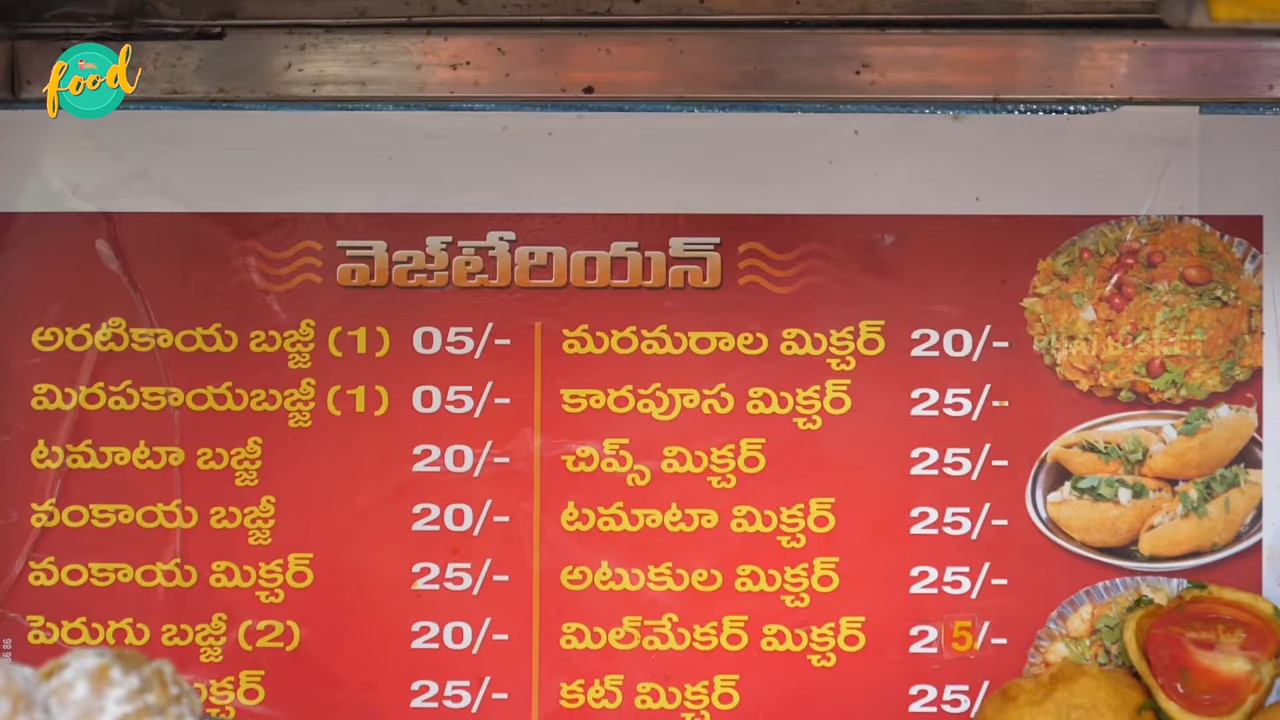 food
వెజ్‌టేరియన్
అరటికాయ బజ్జీ (1) 05/-
మిరపకాయబజ్జీ (1) 05/-
టమాటా బజ్జీ 20/-
వంకాయ బజ్జీ 20/-
వంకాయ మిక్చర్ 25/-
పెరుగు బజ్జీ (2) 20/-
25/-
మరమరాల మిక్చర్ 20/-
కారపూస మిక్చర్ 25/-
చిప్స్ మిక్చర్ 25/-
టమాటా మిక్చర్ 25/-
అటుకుల మిక్చర్ 25/-
మిల్‌మేకర్ మిక్చర్ 25/-
కట్ మిక్చర్ 25/-